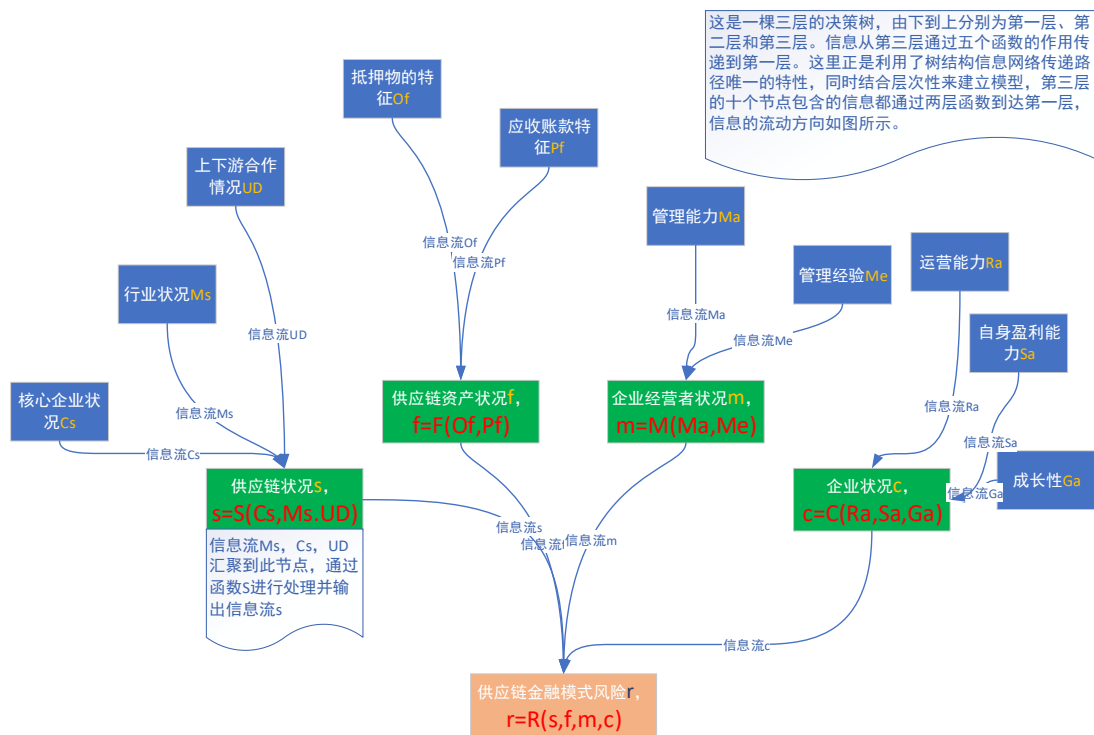 这是一棵三层的决策树，由下到上分别为第一层、第
二层和第三层。信息从第三层通过五个函数的作用传
递到第一层。这里正是利用了树结构信息网络传递路
径唯一的特性，同时结合层次性来建立模型，第三层
的十个节点包含的信息都通过两层函数到达第一层，
信息的流动方向如图所示。
抵押物的特
征Of
应收账款特
征Pf
上下游合作
情况UD
管理能力Ma
管理经验Me
运营能力Ra
行业状况Ms
自身盈利能
力Sa
核心企业状
况Cs
成长性Ga
信息流Of
信息流Pf
信息流UD
信息流Ma
信息流Me
信息流Ms
信息流Cs
信息流Ra
信息流Sa
信息流Ga
供应链资产状况f，
f=F(Of,Pf)
企业经营者状况m，
m=M(Ma,Me)
供应链状况s，
s=S(Cs,Ms.UD)
企业状况c，
c=C(Ra,Sa,Ga)
信息流Ms，Cs，UD
汇聚到此节点，通过
函数S进行处理并输
出信息流s
信息流s
信息流f
信息流m
信息流c
供应链金融模式风险r，
r=R(s,f,m,c)